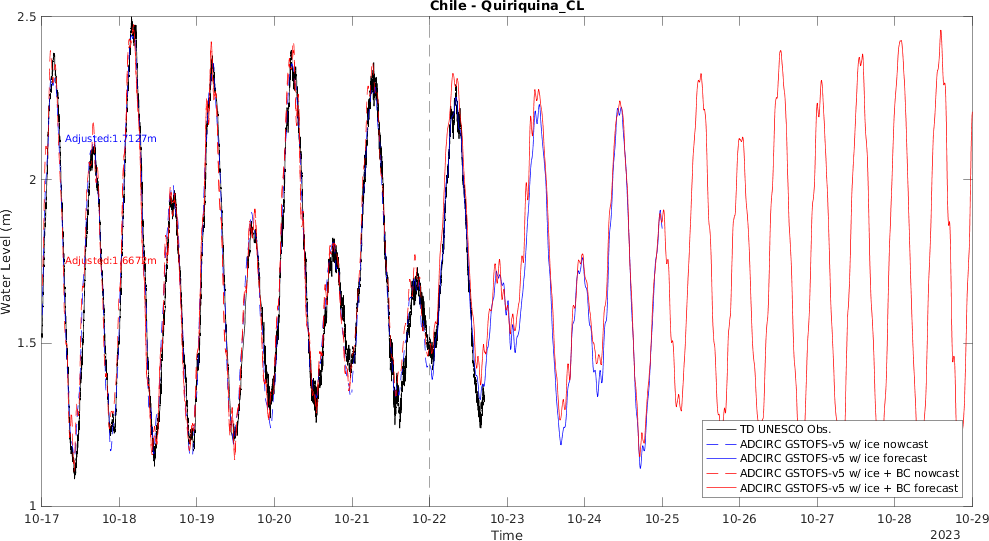 Chile - Quiriquina_CL
2.5
2
1.5
1
Water Level (m)
Adjusted:1.7127m
TD UNESCO Obs.
ADCIRC GSTOFS-v5 w/ ice nowcast
ADCIRC GSTOFS-v5 w/ ice forecast
ADCIRC GSTOFS-v5 w/ ice + BC nowcast
ADCIRC GSTOFS-v5 w/ ice + BC forecast
10-17 10-18 10-19 10-20 10-21 10-22 10-23 10-24 10-25 10-26 10-27 10-28 10-29
Time
2023